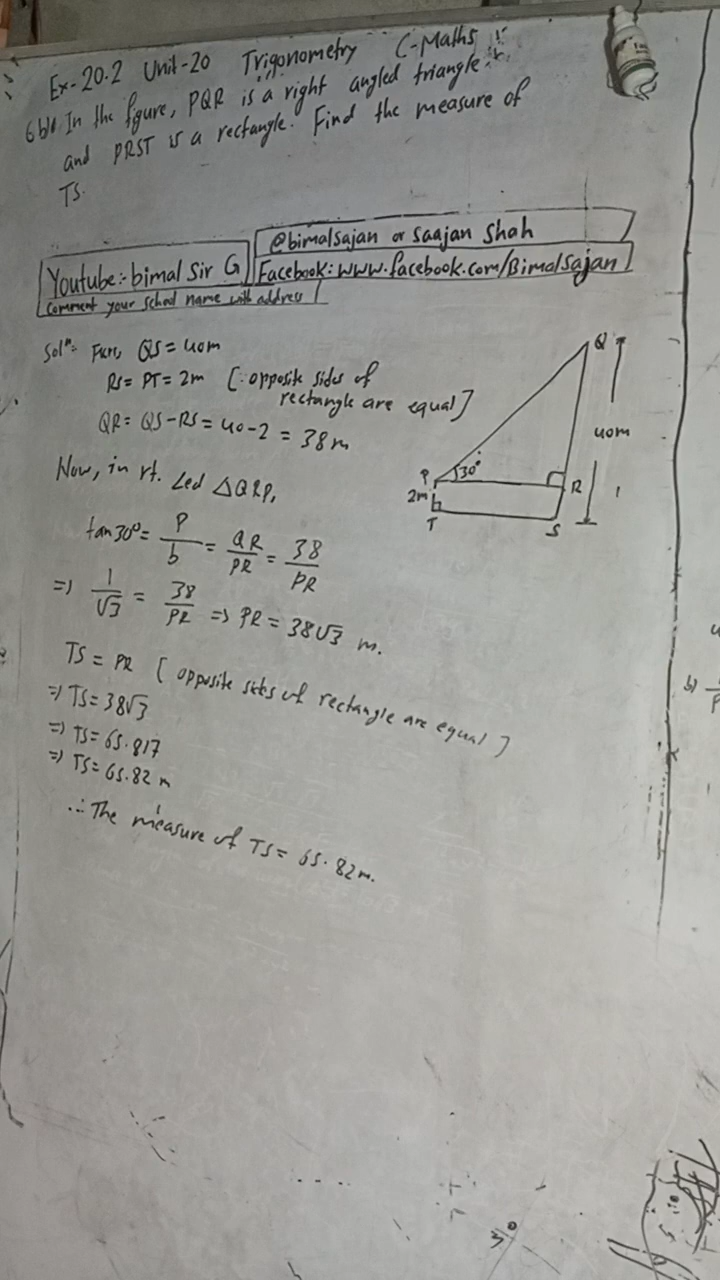 Ex-20.2 Unit-20 Trigonometry C-Maths
6b) In the fgure, PQR is a right angled triangle
and PRST is a rectangle. Find the measure of
TS.
@bimalsajan or Saajan Shah
Youtube:- bimal Sir G
Facebook: www.facebook.com/Bimalsajan
Comment your School name with address
Solⁿ:- QS = 40m
RS = PT = 2m [∵ opposite sides of
rectangle are equal]
QR = QS - RS = 40 - 2 = 38m
Now, in rt. ∠ed △QRP,
tan30° = P/b = QR/PR = 38/PR
=> 1/√3 = 38/PR => PR = 38√3 m.
TS = PR [opposite sides of rectangle are equal]
=> TS = 38√3
=> TS = 65.817
=> TS = 65.82 m
∴ The measure of TS = 65.82m.
Q
40m
P 30°
R
2m
T
S
b)